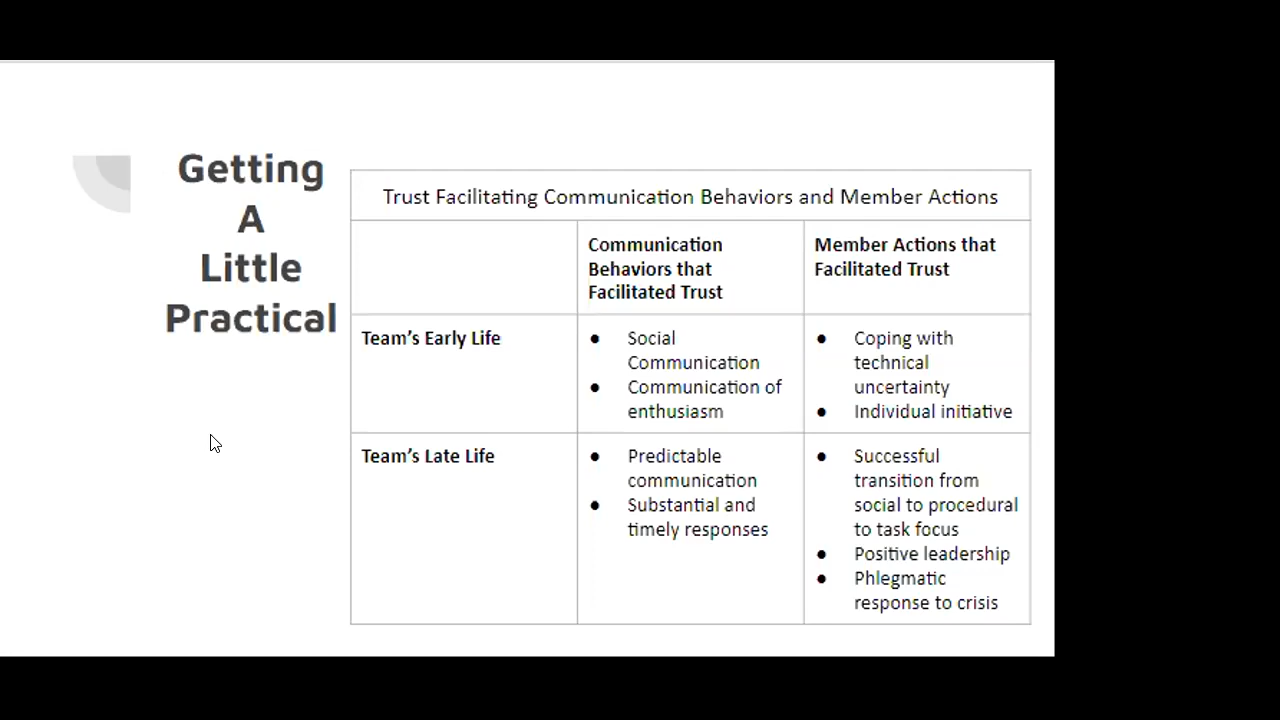 Getting
A
Little
Practical
Trust Facilitating Communication Behaviors and Member Actions
Communication
Behaviors that
Facilitated Trust
Member Actions that
Facilitated Trust
Team's Early Life
● Social
Communication
● Communication of
enthusiasm
● Coping with
technical
uncertainty
● Individual initiative
Team's Late Life
● Predictable
communication
● Substantial and
timely responses
● Successful
transition from
social to procedural
to task focus
● Positive leadership
● Phlegmatic
response to crisis